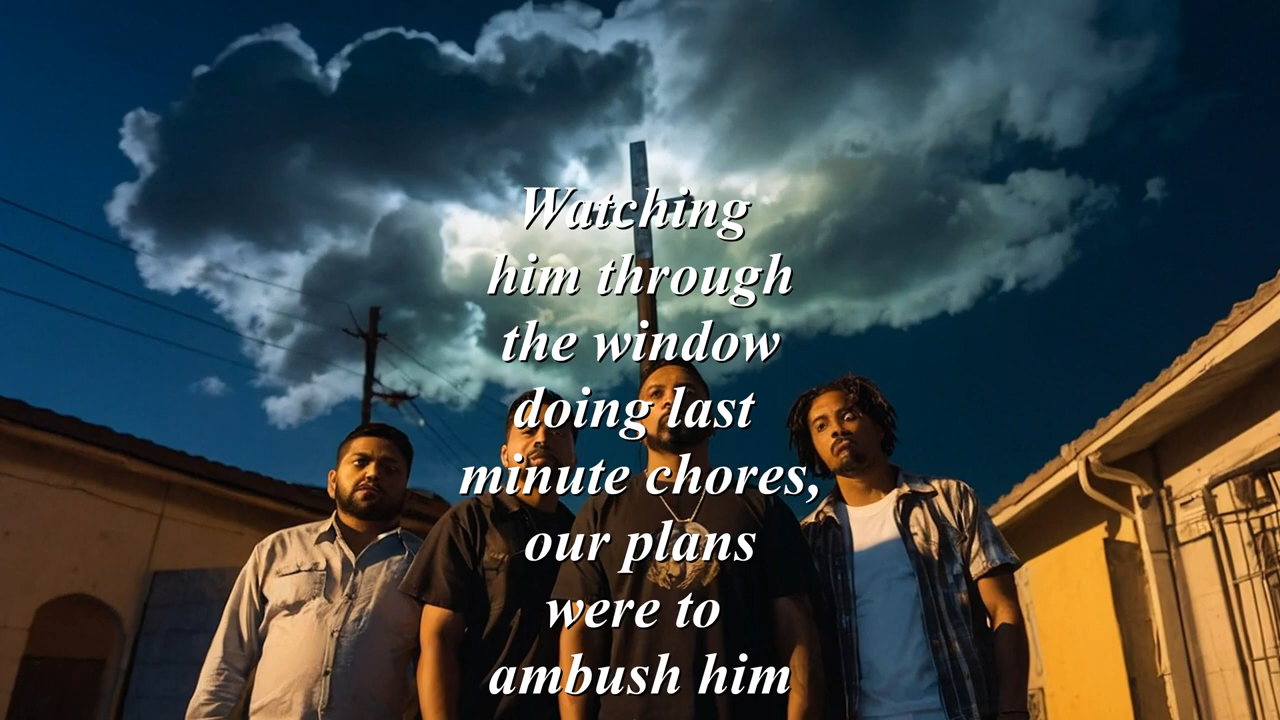 Watching
him through
the window
doing last
minute chores,
our plans
were to
ambush him